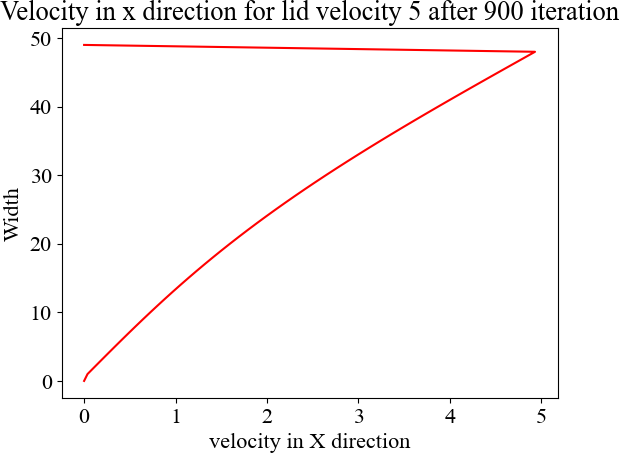 Velocity in x direction for lid velocity 5 after 900 iteration
50
40
30
20
10
0
Width
0 1 2 3 4 5
velocity in X direction